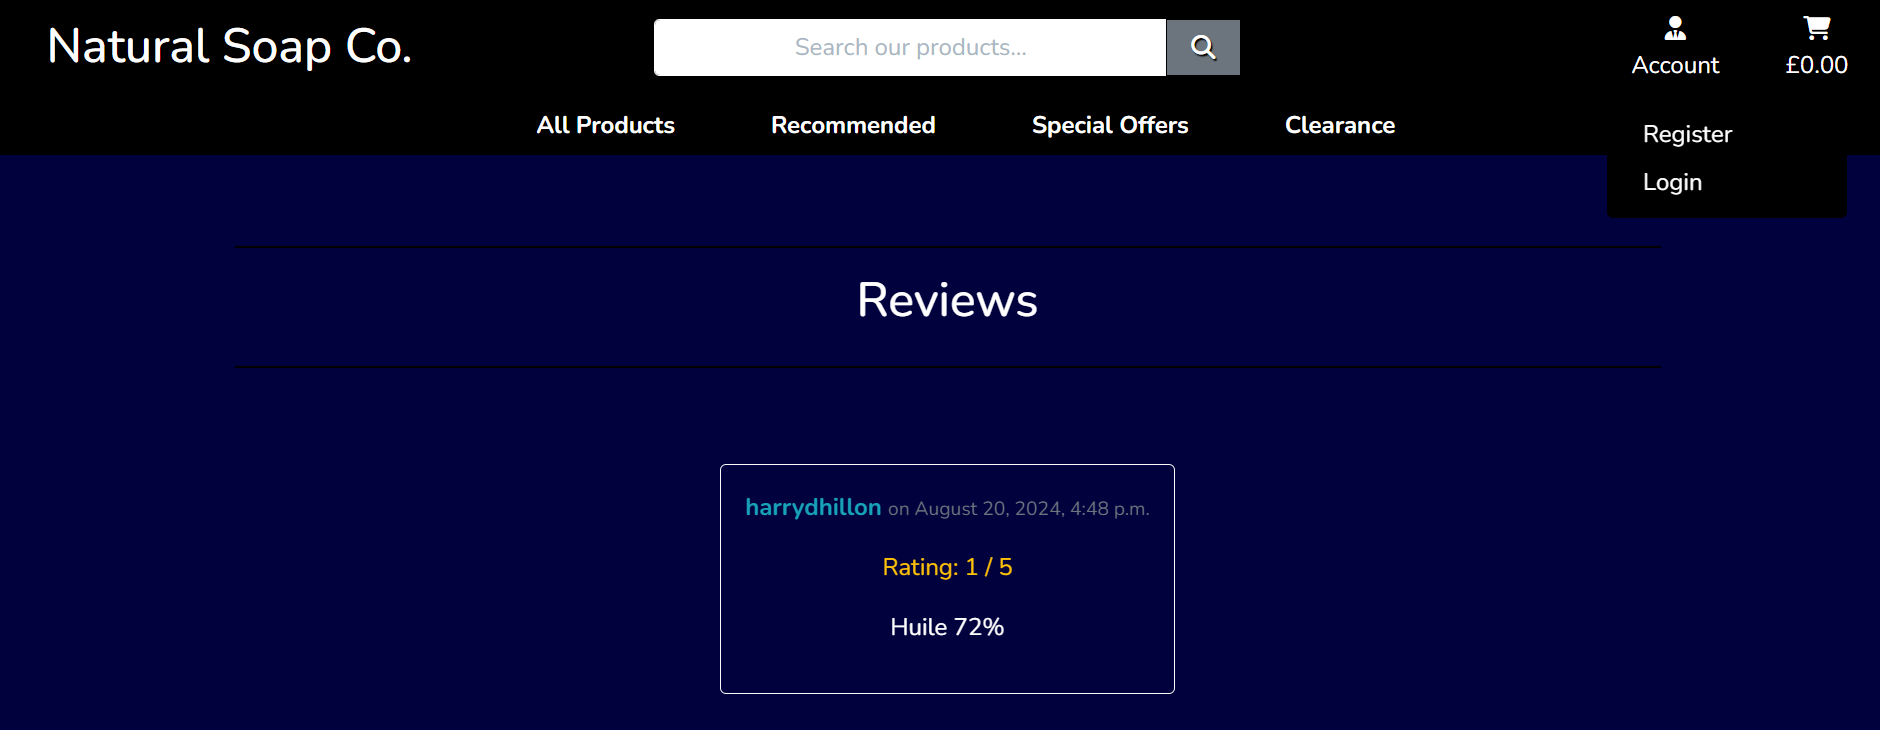 Natural Soap Co.
Search our products...
Account
£0.00
All Products
Recommended
Special Offers
Clearance
Register
Login
Reviews
harrydhillon on August 20, 2024, 4:48 p.m.
Rating: 1 / 5
Huile 72%